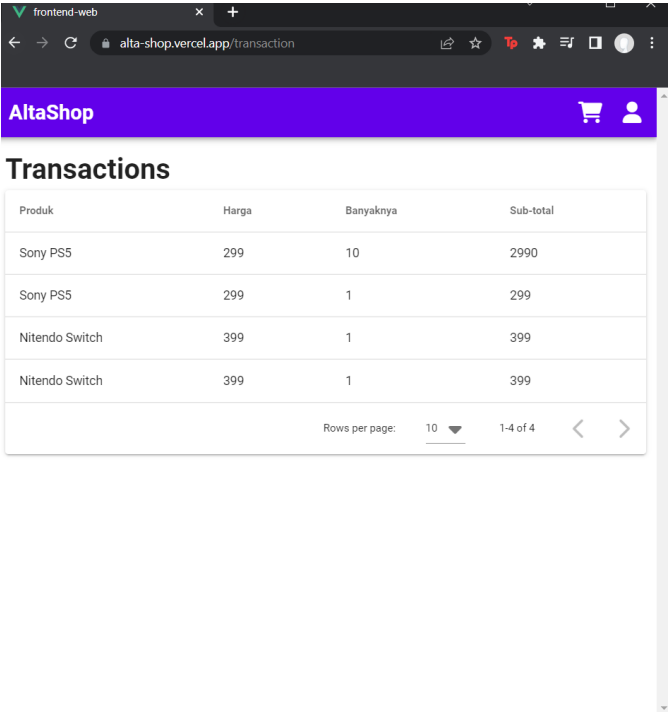 frontend-web
alta-shop.vercel.app/transaction
Tp
AltaShop
Transactions
Produk Harga Banyaknya Sub-total
Sony PS5 299 10 2990
Sony PS5 299 1 299
Nitendo Switch 399 1 399
Nitendo Switch 399 1 399
Rows per page: 10 1-4 of 4